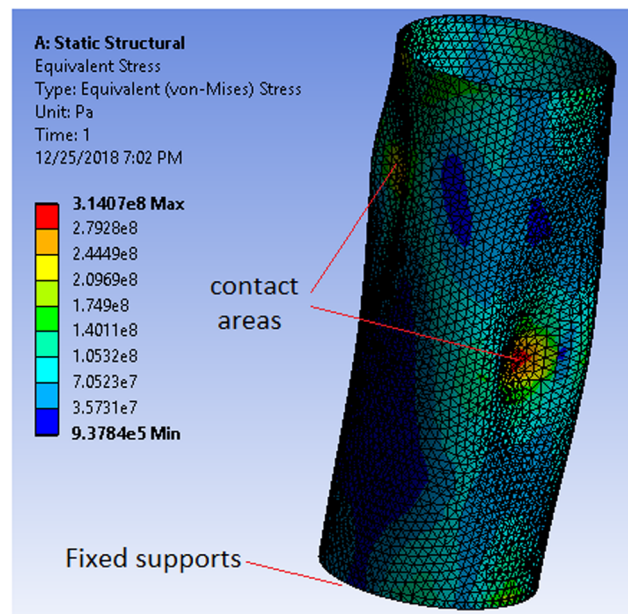 A: Static Structural
Equivalent Stress
Type: Equivalent (von-Mises) Stress
Unit: Pa
Time: 1
12/25/2018 7:02 PM
3.1407e8 Max
2.7928e8
2.4449e8
2.0969e8
1.749e8
1.4011e8
1.0532e8
7.0523e7
3.5731e7
9.3784e5 Min
contact
areas
Fixed supports